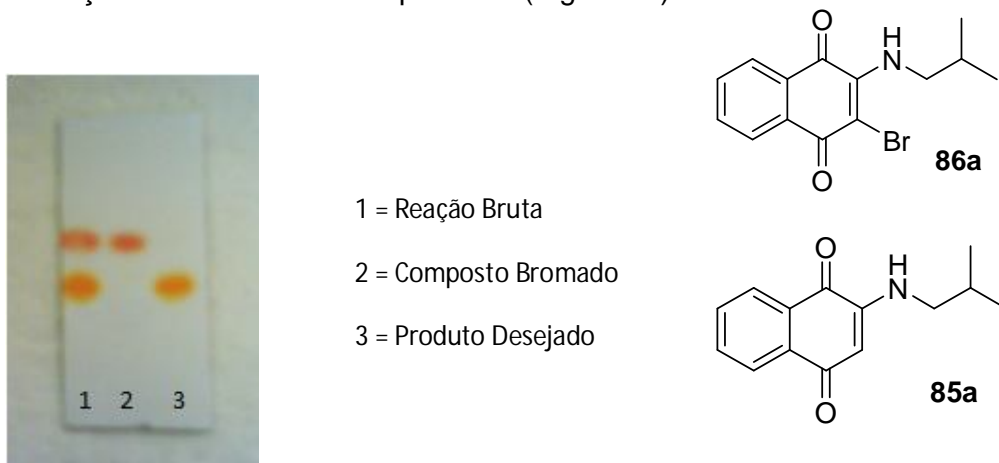 1 = Reação Bruta
2 = Composto Bromado
3 = Produto Desejado
1 2 3
O
H
N
Br
O
86a
O
H
N
O
85a